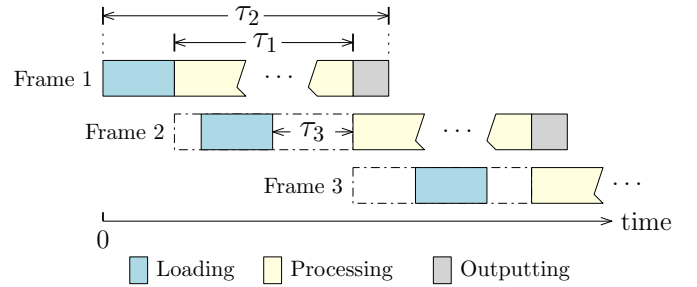 τ₂
τ₁
Frame 1
...
Frame 2
τ₃
...
Frame 3
...
time
0
Loading Processing Outputting